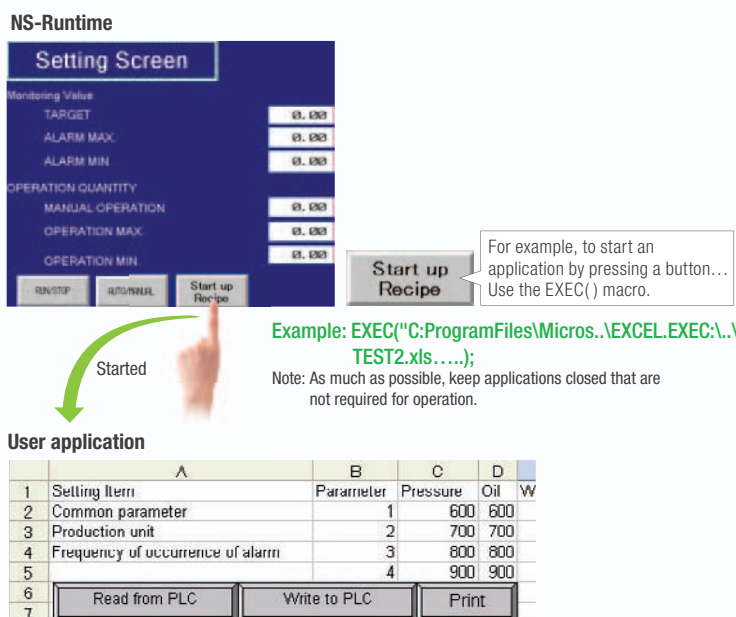 NS-Runtime
Setting Screen
Monitoring Value
TARGET 0.00
ALARM MAX. 0.00
ALARM MIN. 0.00
OPERATION QUANTITY
MANUAL OPERATION 0.00
OPERATION MAX. 0.00
OPERATION MIN. 0.00
RUN/STOP AUTO/MANUAL Start up
Recipe
Start up
Recipe
For example, to start an
application by pressing a button…
Use the EXEC( ) macro.
Example: EXEC("C:ProgramFiles\Micros..\EXCEL.EXEC:\..\
TEST2.xls…..);
Note: As much as possible, keep applications closed that are
not required for operation.
Started
User application
A B C D
1 Setting Item Parameter Pressure Oil W
2 Common parameter 1 600 600
3 Production unit 2 700 700
4 Frequency of occurrence of alarm 3 800 800
5 4 900 900
6 Read from PLC Write to PLC Print
7